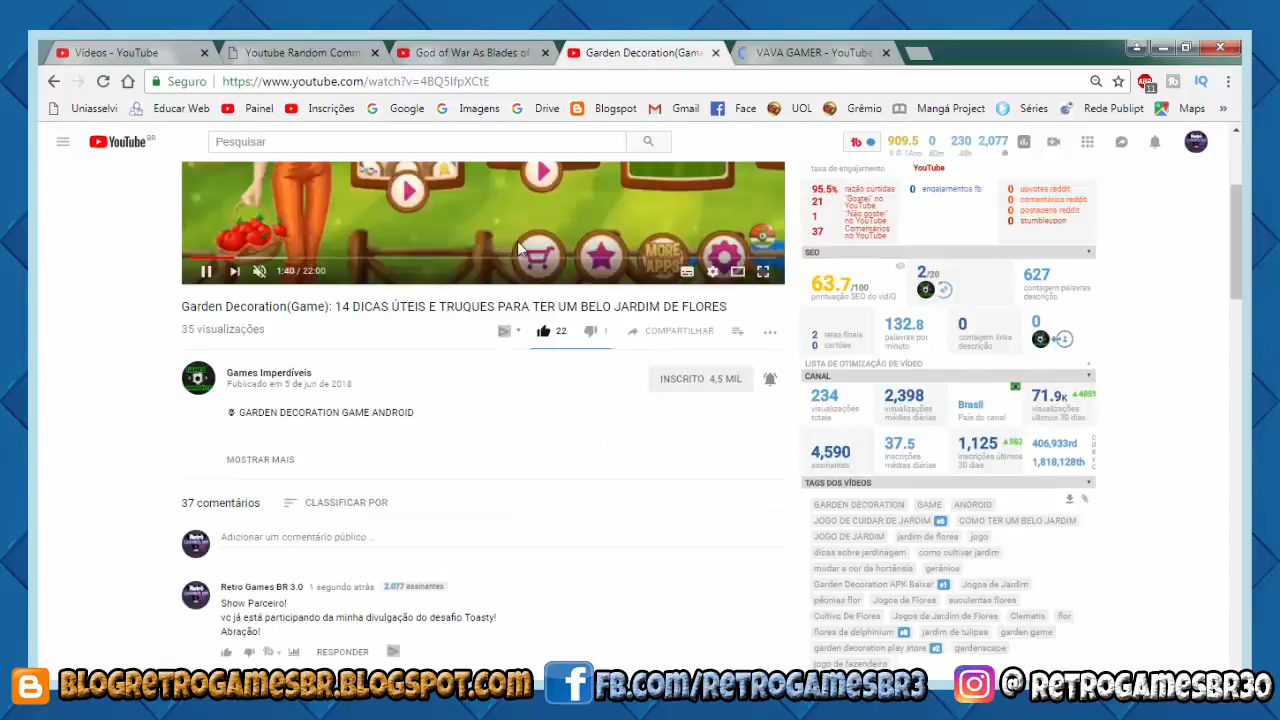 Vídeos - YouTube
Youtube Random Comm
God of War As Blades of
Garden Decoration(Game
VAVA GAMER - YouTube
Seguro
https://www.youtube.com/watch?v=4BQ5IfpXCtE
ABP
11
tb
IQ
Uniasselvi
Educar Web
Painel
Inscrições
Google
Imagens
Drive
Blogspot
Gmail
Face
UOL
Grêmio
Mangá Project
Séries
Rede Publipt
Maps
»
YouTube BR
Pesquisar
tb
909.5
0
230
2,077
1Ano
60m
48h
taxa de engajamento
YouTube
95.5% razão curtidas
21 "Gostei" no YouTube
1 "Não gostei" no YouTube
37 Comentários no YouTube
0 engajamentos fb
0 upvotes reddit
0 comentários reddit
0 postagens reddit
0 stumbleupon
MORE APPS
1:40 / 22:00
SEO
63.7/100
pontuação SEO do vidIQ
2/20
627
contagem palavras descrição
2 telas finais
0 cartões
132.8
palavras por minuto
0
contagem links descrição
0
LISTA DE OTIMIZAÇÃO DE VÍDEO
Garden Decoration(Game): 14 DICAS ÚTEIS E TRUQUES PARA TER UM BELO JARDIM DE FLORES
35 visualizações
22
1
COMPARTILHAR
Games Imperdíveis
Publicado em 5 de jun de 2018
INSCRITO 4,5 MIL
GARDEN DECORATION GAME ANDROID
MOSTRAR MAIS
CANAL
234
visualizações totais
2,398
visualizações médias diárias
Brasil
País do canal
71.9K
visualizações últimos 30 dias
4,590
assinantes
37.5
inscrições médias diárias
1,125
inscrições últimos 30 dias
406,933rd
1,818,128th
TAGS DOS VÍDEOS
GARDEN DECORATION
GAME
ANDROID
JOGO DE CUIDAR DE JARDIM
COMO TER UM BELO JARDIM
JOGO DE JARDIM
jardim de flores
jogo
dicas sobre jardinagem
como cultivar jardim
mudar a cor da hortênsia
gerânios
Garden Decoration APK Baixar #1
Jogos de Jardim
peônias flor
Jogos de Flores
suculentas flores
Cultivo De Flores
Jogos de Jardim de Flores
Clemetis
flor
flores de delphinium
jardim de tulipas
garden game
garden decoration play store
gardenscape
jogo de fazendeiro
37 comentários
CLASSIFICAR POR
Adicionar um comentário público...
Retro Games BR 3.0 1 segundo atrás 2.077 assinantes
Show Parceiro!
vc já está participando da minha divulgação do desafio Toasty!
Abração!
RESPONDER
BLOGRETROGAMESBR.BLOGSPOT.COM
FB.COM/RETROGAMESBR3
@RETROGAMESBR30